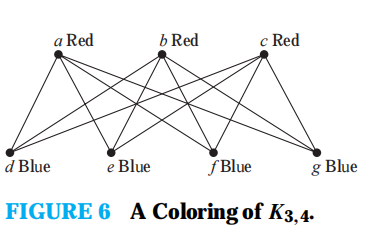 a Red b Red c Red
d Blue e Blue f Blue g Blue
FIGURE 6 A Coloring of K3,4.